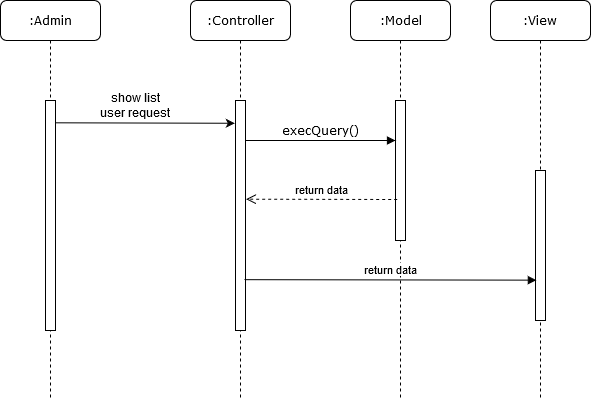 :Admin
:Controller
:Model
:View
show list
user request
execQuery()
return data
return data